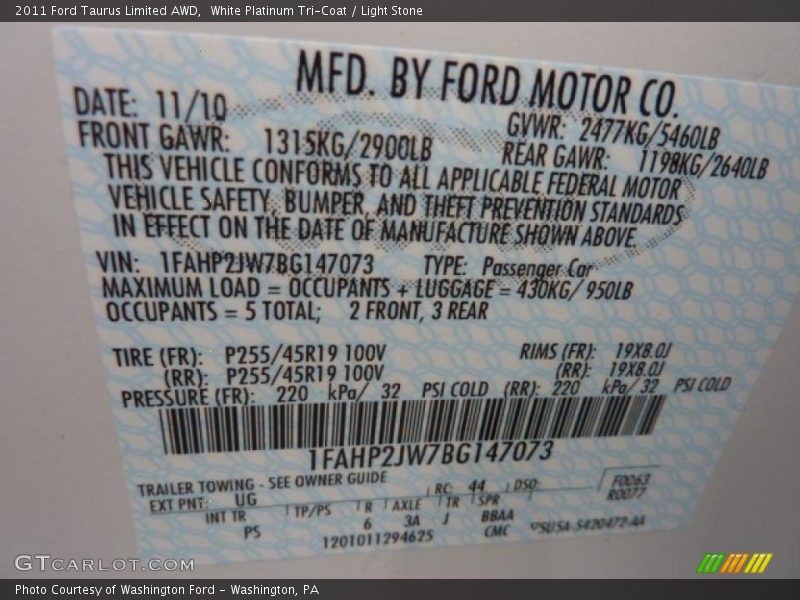 2011 Ford Taurus Limited AWD,  White Platinum Tri-Coat / Light Stone
MFD. BY FORD MOTOR CO.
DATE: 11/10
GVWR: 2477KG/5460LB
FRONT GAWR: 1315KG/2900LB
REAR GAWR: 1198KG/2640LB
THIS VEHICLE CONFORMS TO ALL APPLICABLE FEDERAL MOTOR
VEHICLE SAFETY, BUMPER, AND THEFT PREVENTION STANDARDS
IN EFFECT ON THE DATE OF MANUFACTURE SHOWN ABOVE.
VIN: 1FAHP2JW7BG147073 TYPE: Passenger Car
MAXIMUM LOAD = OCCUPANTS + LUGGAGE = 430KG/ 950LB
OCCUPANTS = 5 TOTAL; 2 FRONT, 3 REAR
TIRE (FR): P255/45R19 100V RIMS (FR): 19X8.0J
(RR): P255/45R19 100V (RR): 19X8.0J
PRESSURE (FR): 220 kPa/ 32 PSI COLD (RR): 220 kPa/ 32 PSI COLD
1FAHP2JW7BG147073
TRAILER TOWING - SEE OWNER GUIDE
EXT PNT: UG RC: 44 DSO: F0063
R0077
INT TR TP/PS R AXLE TR SPR
PS 6 3A J BBAA
1201011294625 CMC 5U5A-5420472-AA
GTCARLOT.COM
Photo Courtesy of Washington Ford - Washington, PA